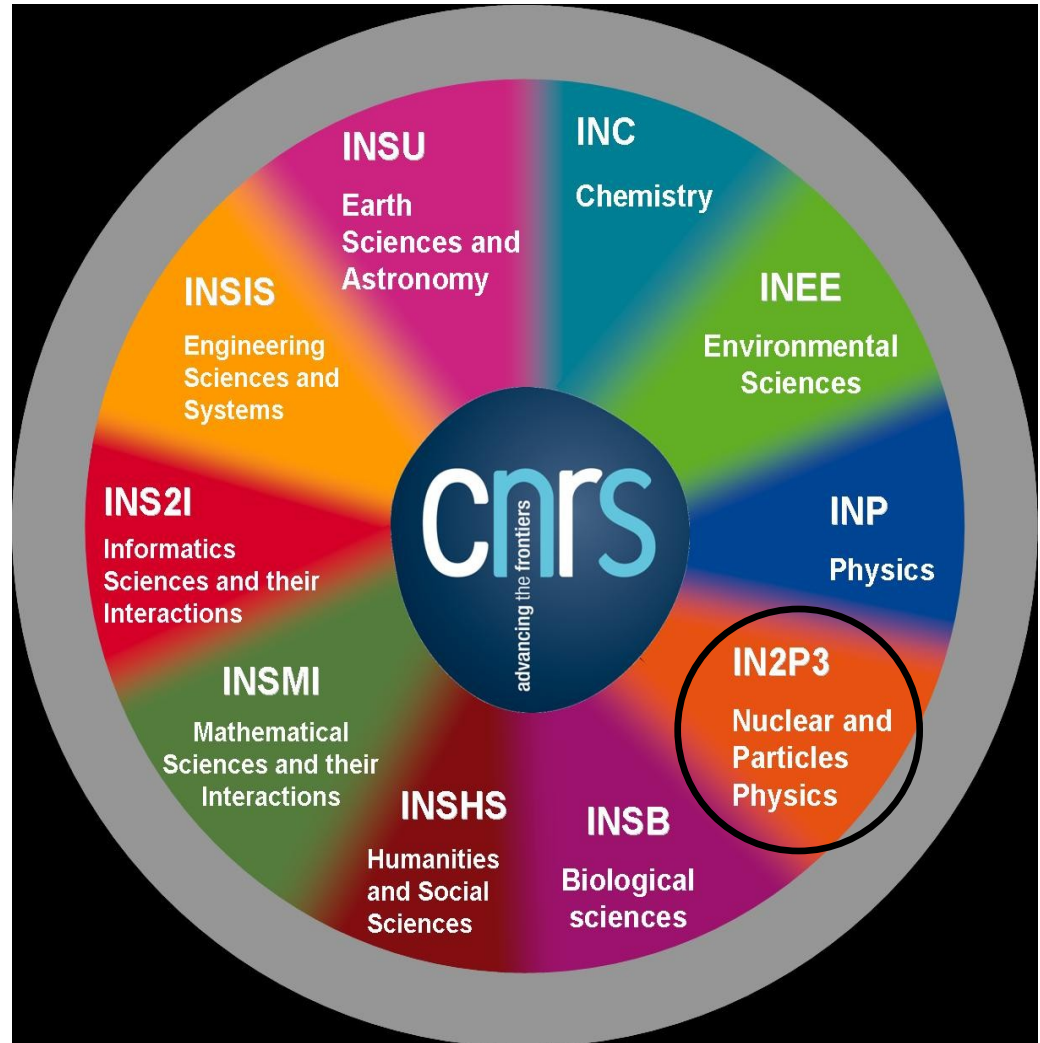 INSU
Earth
Sciences and
Astronomy
INC
Chemistry
INEE
Environmental
Sciences
INP
Physics
IN2P3
Nuclear and
Particles
Physics
INSB
Biological
sciences
INSHS
Humanities
and Social
Sciences
INSMI
Mathematical
Sciences and their
Interactions
INS2I
Informatics
Sciences and their
Interactions
INSIS
Engineering
Sciences and
Systems
cnrs
advancing the frontiers